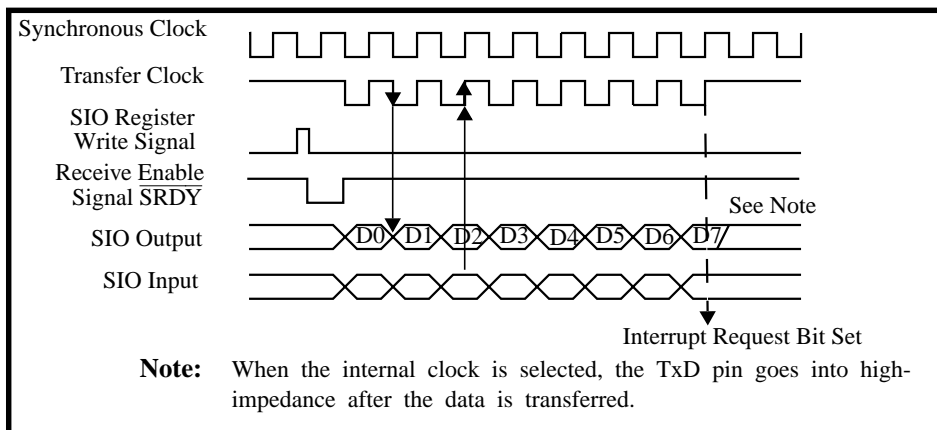 Synchronous Clock
Transfer Clock
SIO Register
Write Signal
Receive Enable
Signal SRDY
See Note
SIO Output
D0 D1 D2 D3 D4 D5 D6 D7
SIO Input
Interrupt Request Bit Set
Note: When the internal clock is selected, the TxD pin goes into high-
impedance after the data is transferred.